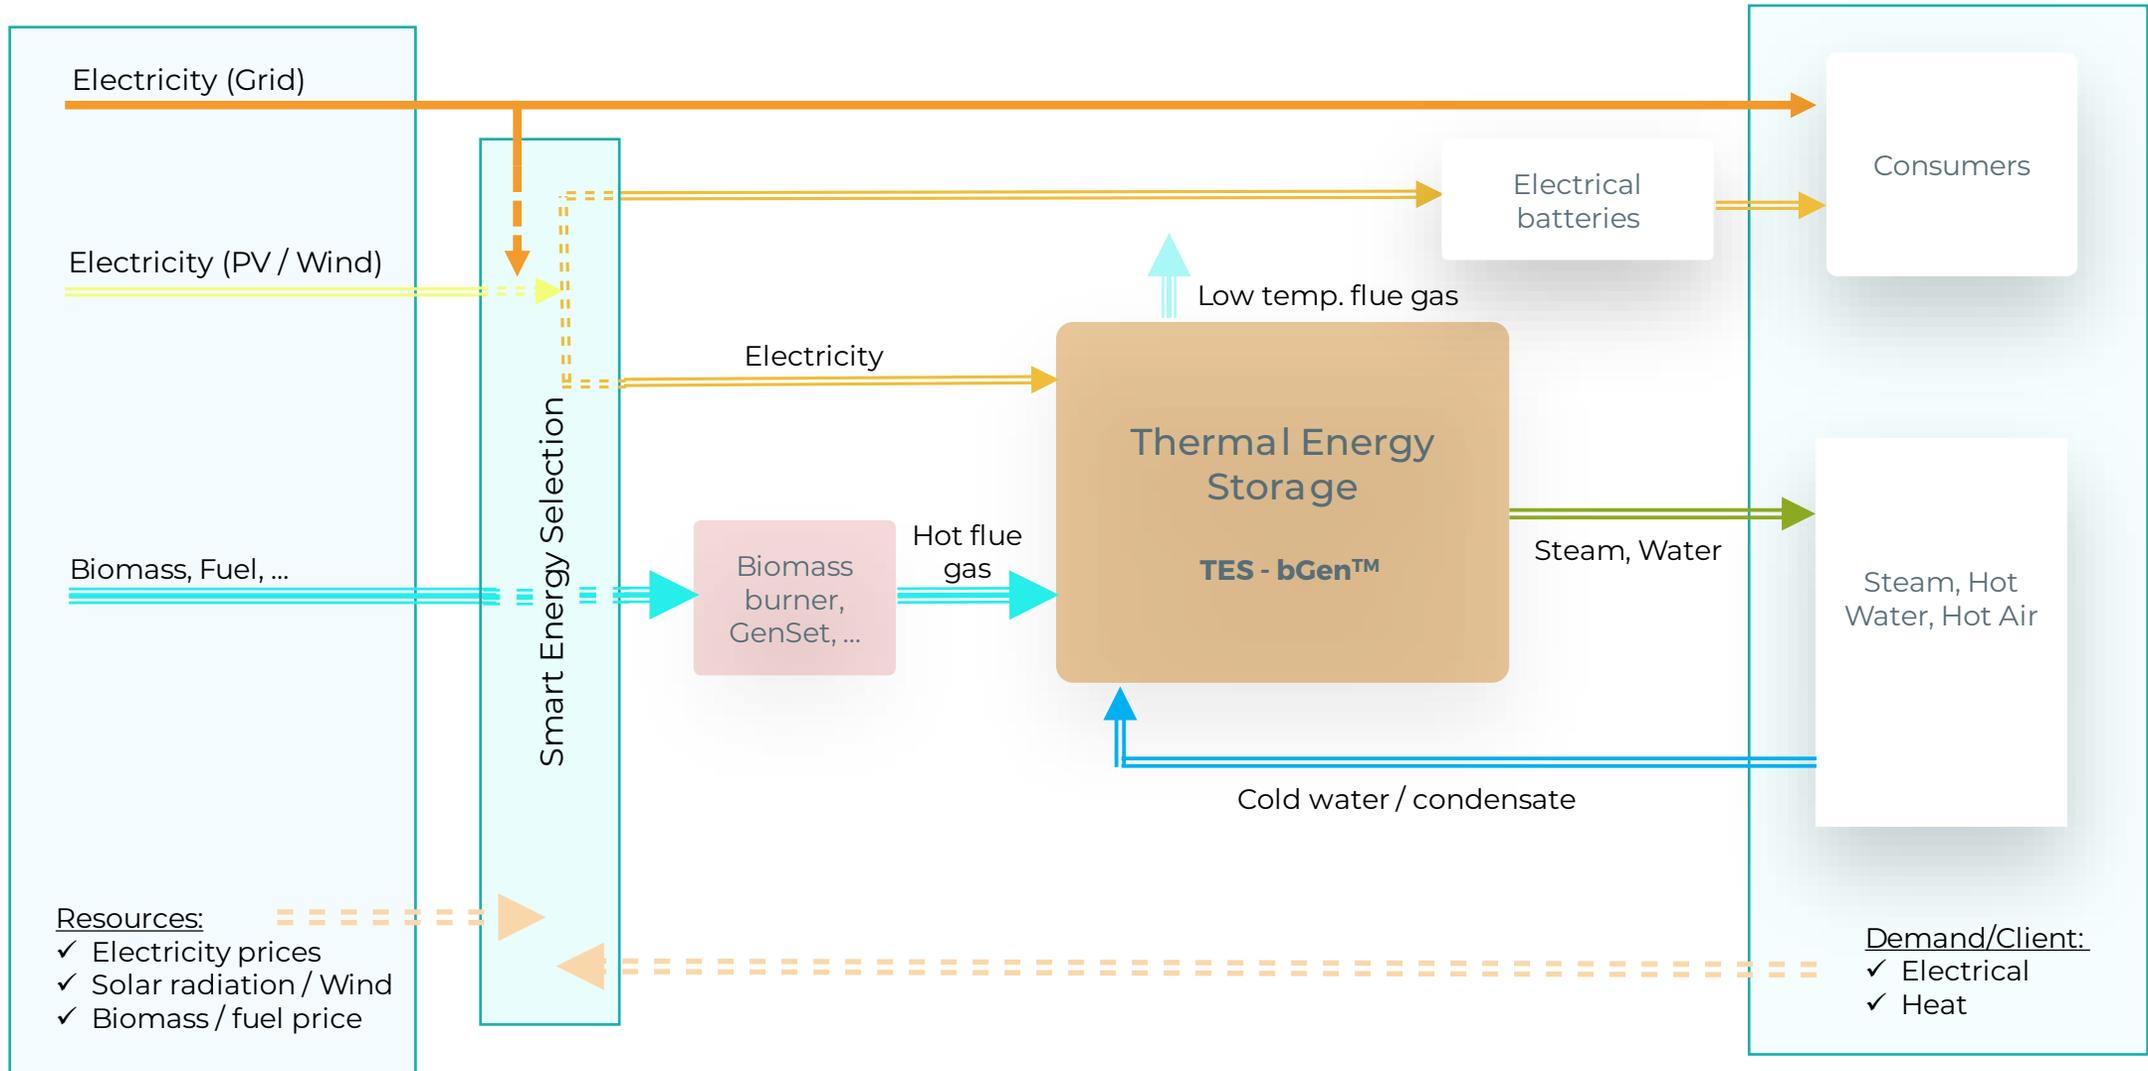 Electricity (Grid)
Consumers
Electrical
batteries
Electricity (PV / Wind)
Low temp. flue gas
Electricity
Smart Energy Selection
Thermal Energy
Storage
TES - bGen™
Biomass, Fuel, ...
Biomass
burner,
GenSet, ...
Hot flue
gas
Steam, Water
Steam, Hot
Water, Hot Air
Cold water / condensate
Resources:
✓ Electricity prices
✓ Solar radiation / Wind
✓ Biomass / fuel price
Demand/Client:
✓ Electrical
✓ Heat